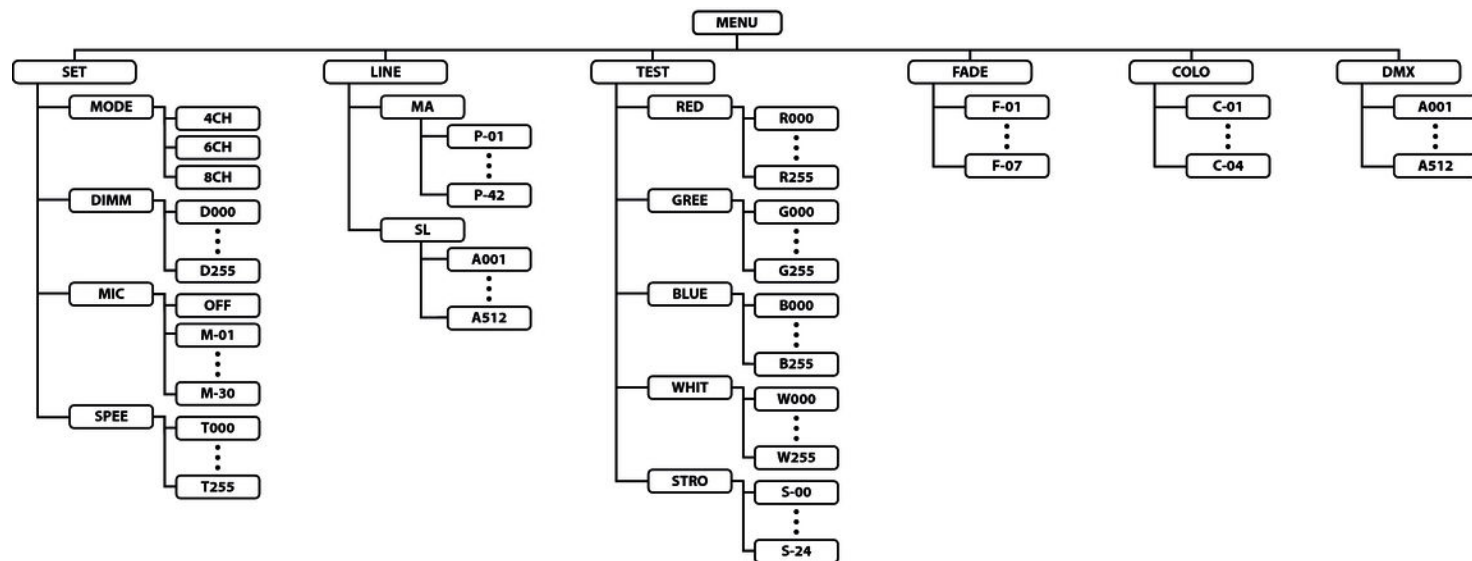 MENU
SET
MODE
4CH
6CH
8CH
DIMM
D000
D255
MIC
OFF
M-01
M-30
SPEE
T000
T255
LINE
MA
P-01
P-42
SL
A001
A512
TEST
RED
R000
R255
GREE
G000
G255
BLUE
B000
B255
WHIT
W000
W255
STRO
S-00
S-24
FADE
F-01
F-07
COLO
C-01
C-04
DMX
A001
A512